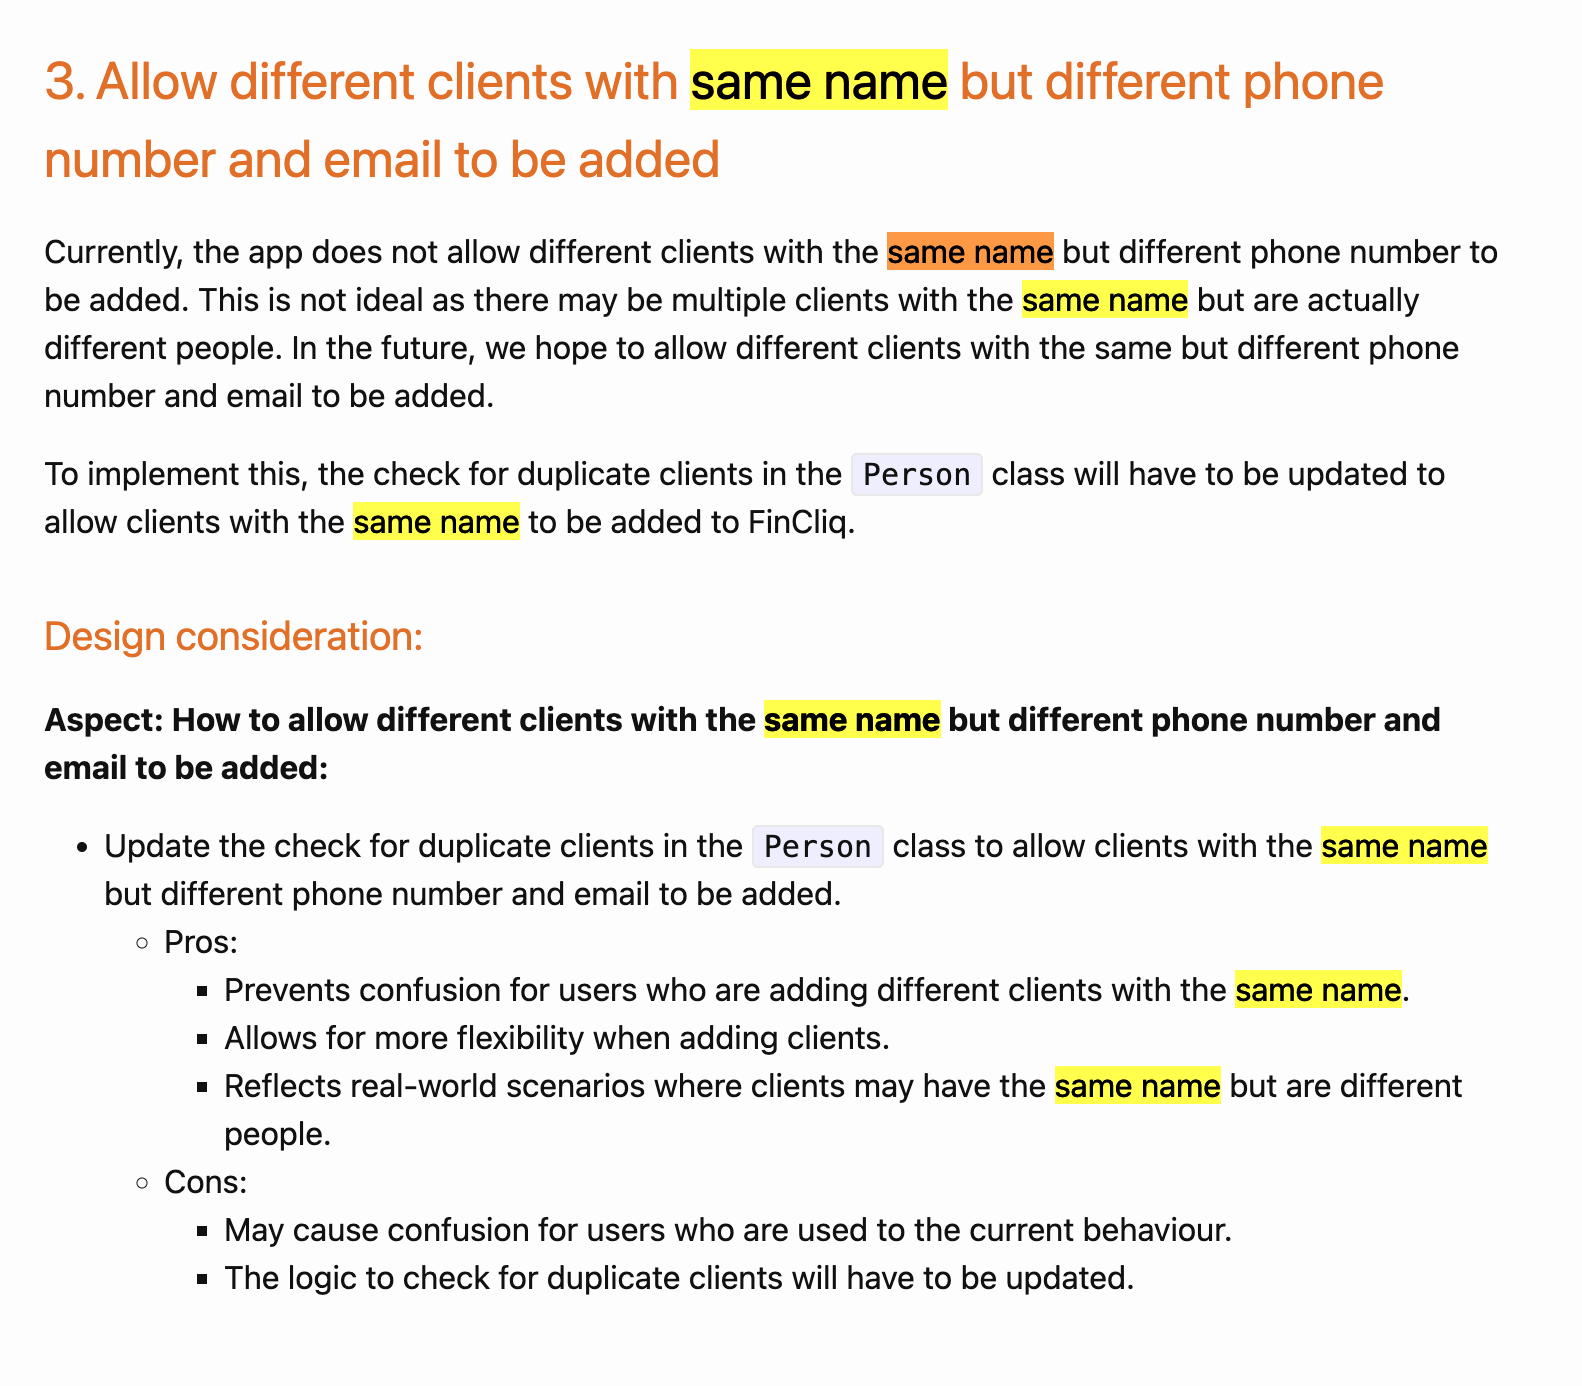 3. Allow different clients with same name but different phone
number and email to be added
Currently, the app does not allow different clients with the same name but different phone number to
be added. This is not ideal as there may be multiple clients with the same name but are actually
different people. In the future, we hope to allow different clients with the same but different phone
number and email to be added.
To implement this, the check for duplicate clients in the Person class will have to be updated to
allow clients with the same name to be added to FinCliq.
Design consideration:
Aspect: How to allow different clients with the same name but different phone number and
email to be added:
• Update the check for duplicate clients in the Person class to allow clients with the same name
but different phone number and email to be added.
◦ Pros:
▪ Prevents confusion for users who are adding different clients with the same name.
▪ Allows for more flexibility when adding clients.
▪ Reflects real-world scenarios where clients may have the same name but are different
people.
◦ Cons:
▪ May cause confusion for users who are used to the current behaviour.
▪ The logic to check for duplicate clients will have to be updated.